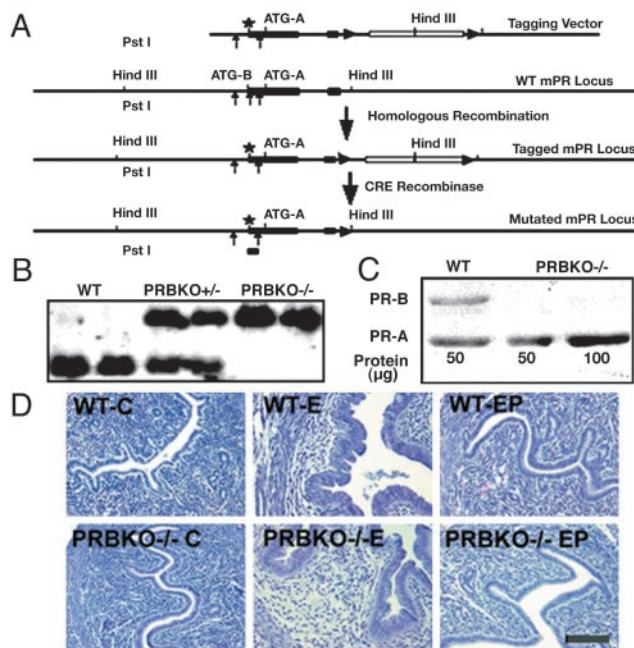 A
ATG-A
Hind III
Tagging Vector
Pst I
Hind III
ATG-B
ATG-A
Hind III
WT mPR Locus
Pst I
Homologous Recombination
Hind III
ATG-A
Hind III
Tagged mPR Locus
Pst I
CRE Recombinase
Hind III
ATG-A
Hind III
Mutated mPR Locus
Pst I
B
WT PRBKO+/- PRBKO-/-
C
WT PRBKO-/-
PR-B
PR-A
Protein 50 50 100
(µg)
D
WT-C
WT-E
WT-EP
PRBKO-/- C
PRBKO-/-E
PRBKO-/- EP